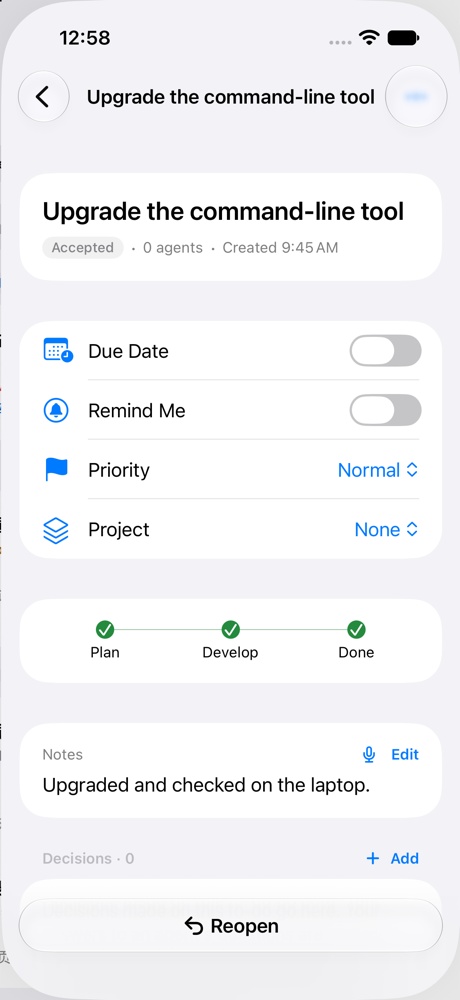 12:58
Upgrade the command-line tool
Upgrade the command-line tool
Accepted · 0 agents · Created 9:45 AM
Due Date
Remind Me
Priority Normal
Project None
Plan Develop Done
Notes Edit
Upgraded and checked on the laptop.
Decisions · 0 + Add
Reopen